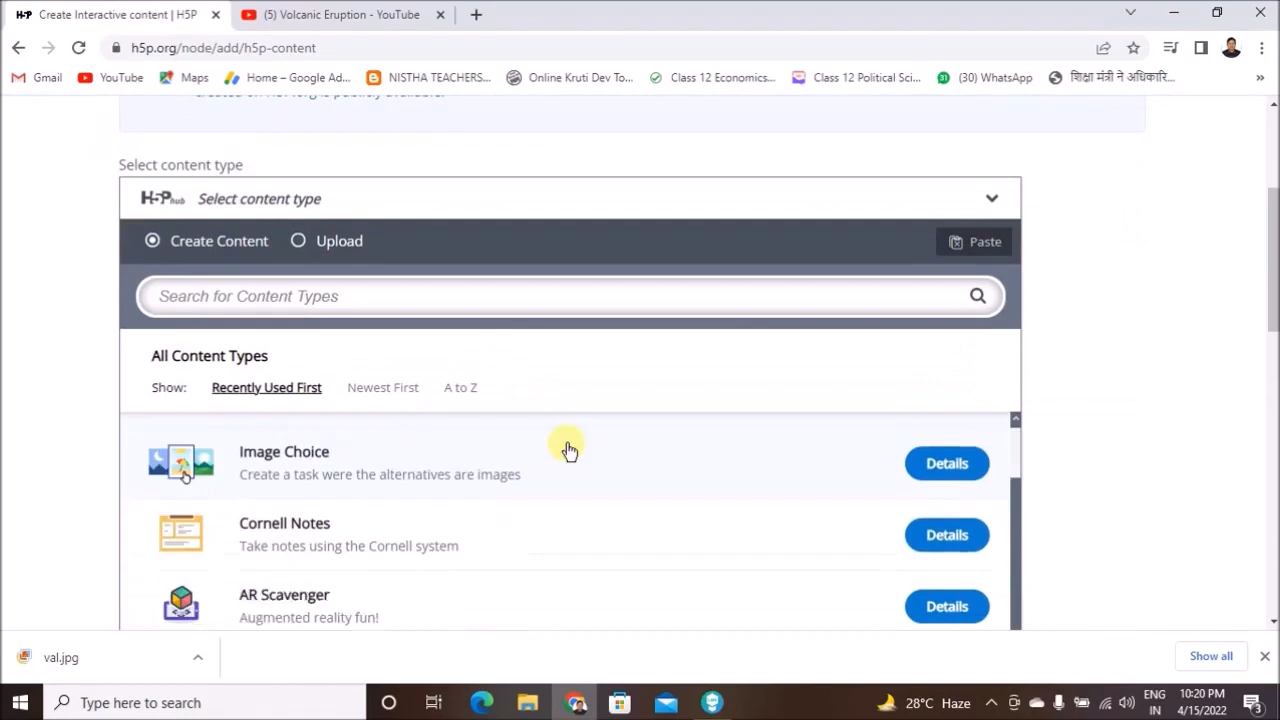 Create Interactive content | H5P
(5) Volcanic Eruption - YouTube
h5p.org/node/add/h5p-content
Gmail
YouTube
Maps
Home – Google Ad...
NISTHA TEACHERS...
Online Kruti Dev To...
Class 12 Economics...
Class 12 Political Sci...
(30) WhatsApp
शिक्षा मंत्री ने अधिकारि...
Select content type
H5P hub Select content type
Create Content
Upload
Paste
Search for Content Types
All Content Types
Show: Recently Used First Newest First A to Z
Image Choice
Create a task were the alternatives are images
Details
Cornell Notes
Take notes using the Cornell system
Details
AR Scavenger
Augmented reality fun!
Details
val.jpg
Show all
Type here to search
28°C Haze
ENG
IN
10:20 PM
4/15/2022
3